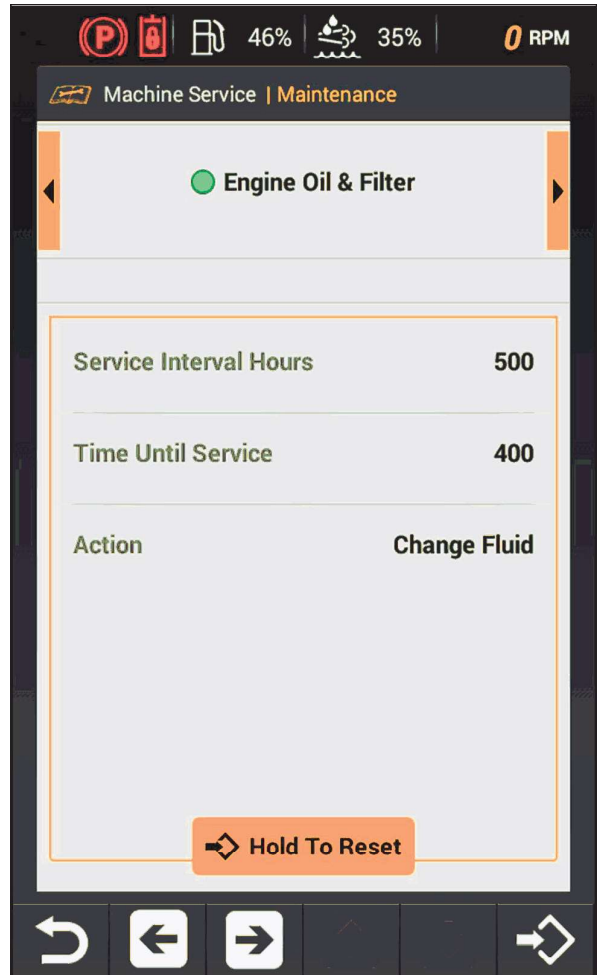 P 46% 35% 0 RPM
Machine Service | Maintenance
Engine Oil & Filter
Service Interval Hours 500
Time Until Service 400
Action Change Fluid
Hold To Reset